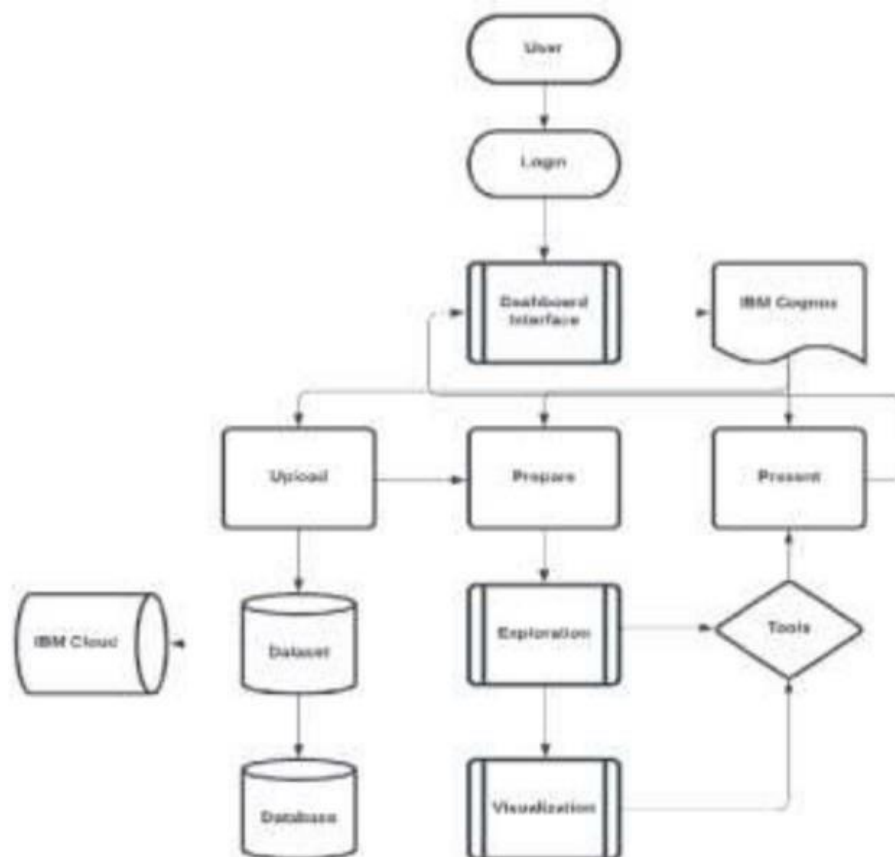 User
Login
Dashboard
Interface
IBM Cognos
Upload
Prepare
Present
IBM Cloud
Dataset
Exploration
Tools
Database
Visualization